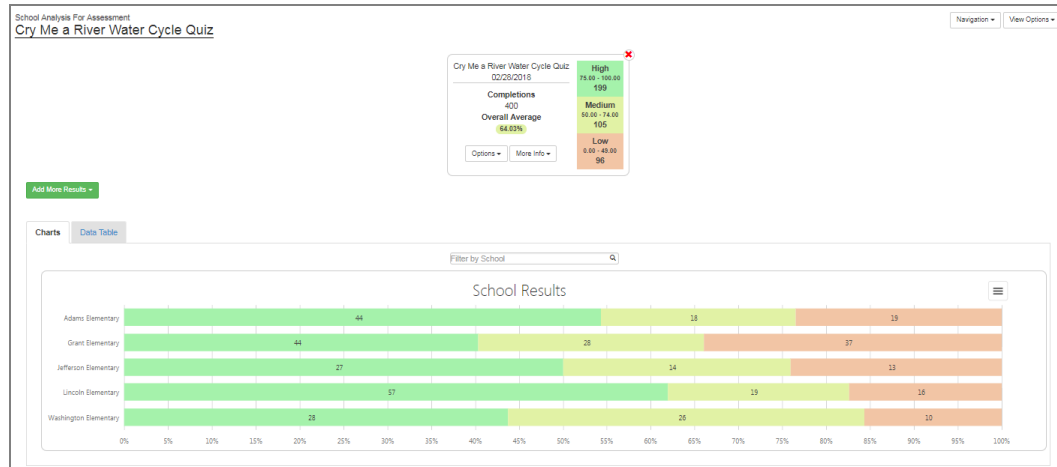 School Analysis For Assessment
Cry Me a River Water Cycle Quiz
Navigation
View Options
Cry Me a River Water Cycle Quiz
02/28/2018
Completions
400
Overall Average
64.03%
Options
More Info
High
75.00 - 100.00
199
Medium
50.00 - 74.00
105
Low
0.00 - 49.00
96
Add More Results
Charts
Data Table
Filter by School
School Results
Adams Elementary 44 18 19
Grant Elementary 44 28 37
Jefferson Elementary 27 14 13
Lincoln Elementary 57 19 16
Washington Elementary 28 26 10
0% 5% 10% 15% 20% 25% 30% 35% 40% 45% 50% 55% 60% 65% 70% 75% 80% 85% 90% 95% 100%